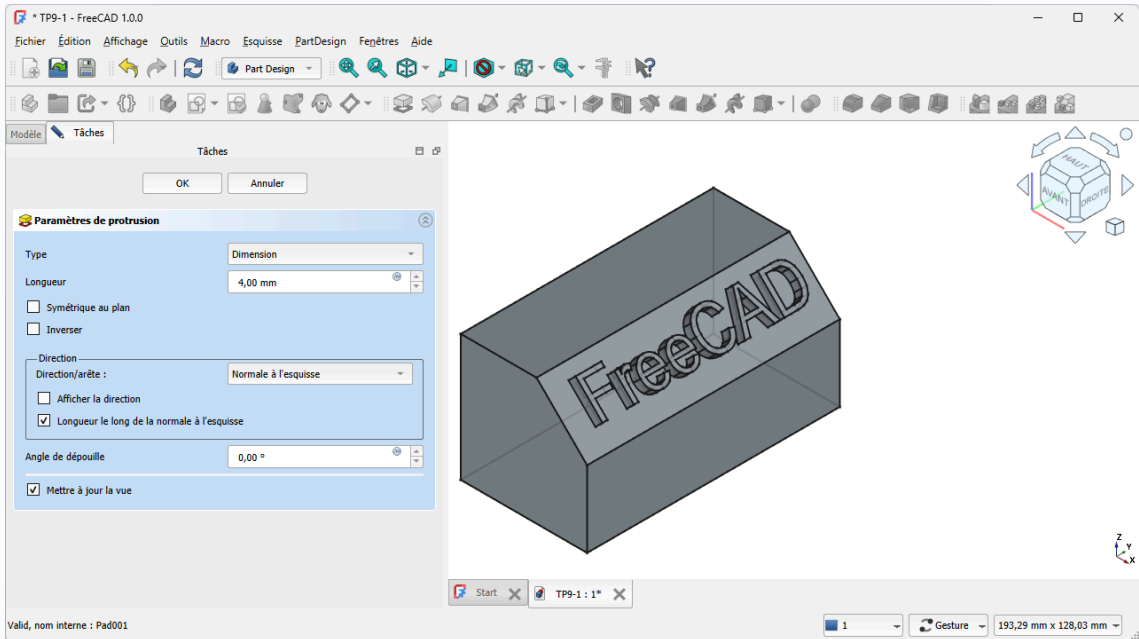 * TP9-1 - FreeCAD 1.0.0
Fichier Édition Affichage Outils Macro Esquisse PartDesign Fenêtres Aide
Part Design
Modèle Tâches
Tâches
OK Annuler
Paramètres de protrusion
Type Dimension
Longueur 4,00 mm
Symétrique au plan
Inverser
Direction
Direction/arête : Normale à l'esquisse
Afficher la direction
Longueur le long de la normale à l'esquisse
Angle de dépouille 0,00 °
Mettre à jour la vue
HAUT
AVANT DROITE
FreeCAD
Z
Y
X
Start TP9-1 : 1*
Valid, nom interne : Pad001 1 Gesture 193,29 mm x 128,03 mm